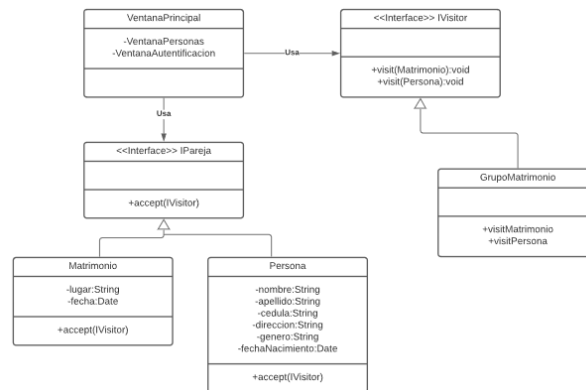 VentanaPrincipal
-VentanaPersonas
-VentanaAutentificacion
Usa
<<Interface>> IVisitor
+visit(Matrimonio):void
+visit(Persona):void
Usa
<<Interface>> IPareja
+accept(IVisitor)
GrupoMatrimonio
+visitMatrimonio
+visitPersona
Matrimonio
-lugar:String
-fecha:Date
+accept(IVisitor)
Persona
-nombre:String
-apellido:String
-cedula:String
-direccion:String
-genero:String
-fechaNacimiento:Date
+accept(IVisitor)